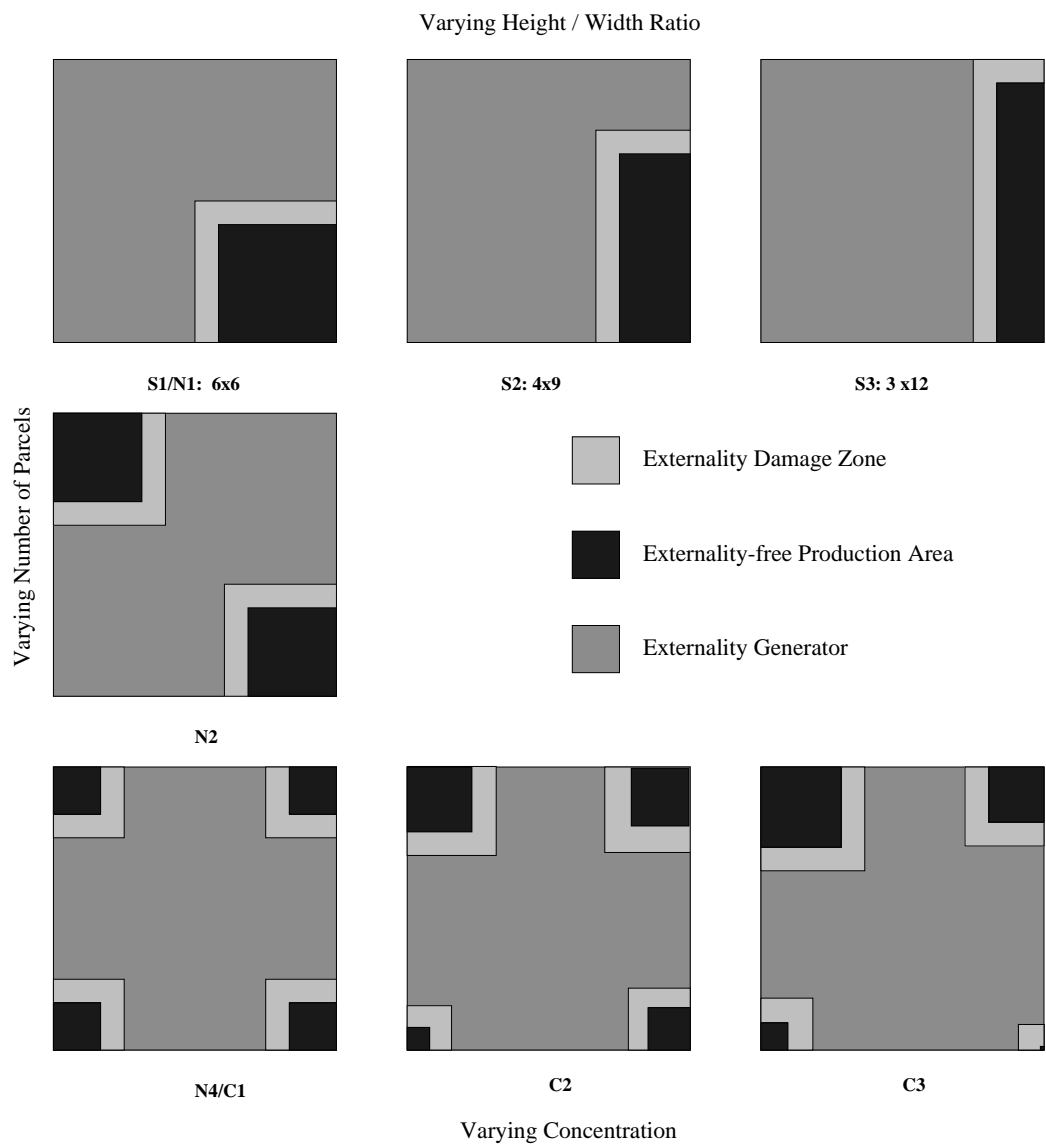 Varying Height / Width Ratio
S1/N1: 6x6
S2: 4x9
S3: 3 x12
Varying Number of Parcels
Externality Damage Zone
Externality-free Production Area
Externality Generator
N2
N4/C1
C2
C3
Varying Concentration